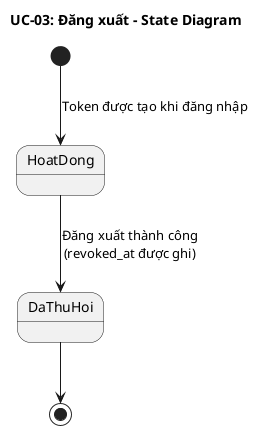 UC-03: Đăng xuất - State Diagram
Token được tạo khi đăng nhập
HoatDong
Đăng xuất thành công
(revoked_at được ghi)
DaThuHoi